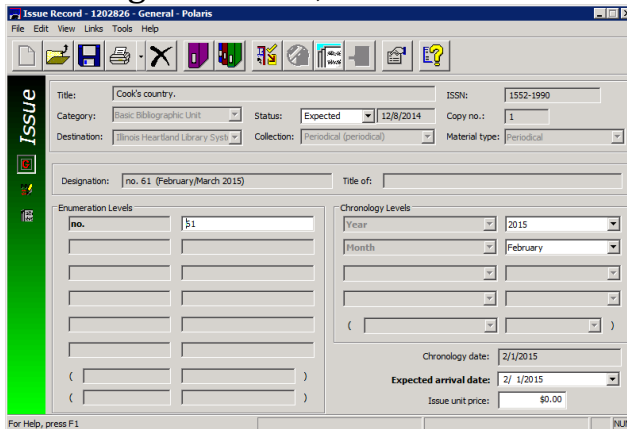 Issue Record - 1202826 - General - Polaris
File Edit View Links Tools Help
Issue
Title: Cook's country. ISSN: 1552-1990
Category: Basic Bibliographic Unit Status: Expected 12/8/2014 Copy no.: 1
Destination: Illinois Heartland Library Syst Collection: Periodical (periodical) Material type: Periodical
Designation: no. 61 (February/March 2015) Title of:
Enumeration Levels Chronology Levels
no. 61 Year 2015
Month February
( )
Chronology date: 2/1/2015
( ) Expected arrival date: 2/ 1/2015
( ) Issue unit price: $0.00
For Help, press F1 NU